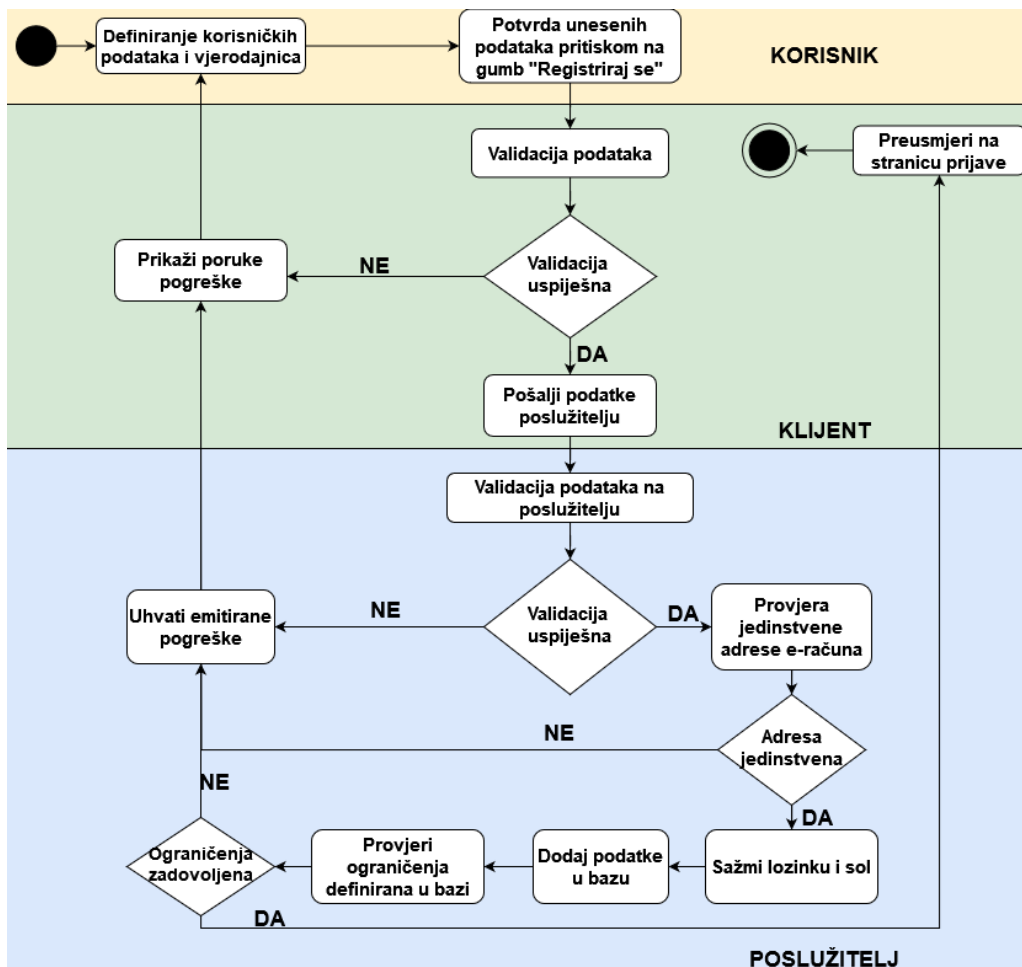 Definiranje korisničkih
podataka i vjerodajnica
Potvrda unesenih
podataka pritiskom na
gumb "Registriraj se"
KORISNIK
Validacija podataka
Preusmjeri na
stranicu prijave
Prikaži poruke
pogreške
NE
Validacija
uspiješna
DA
Pošalji podatke
poslužitelju
KLIJENT
Validacija podataka na
poslužitelju
Uhvati emitirane
pogreške
NE
Validacija
uspiješna
DA
Provjera
jedinstvene
adrese e-računa
NE
Adresa
jedinstvena
NE
DA
Ograničenja
zadovoljena
Provjeri
ograničenja
definirana u bazi
Dodaj podatke
u bazu
Sažmi lozinku i sol
DA
POSLUŽITELJ